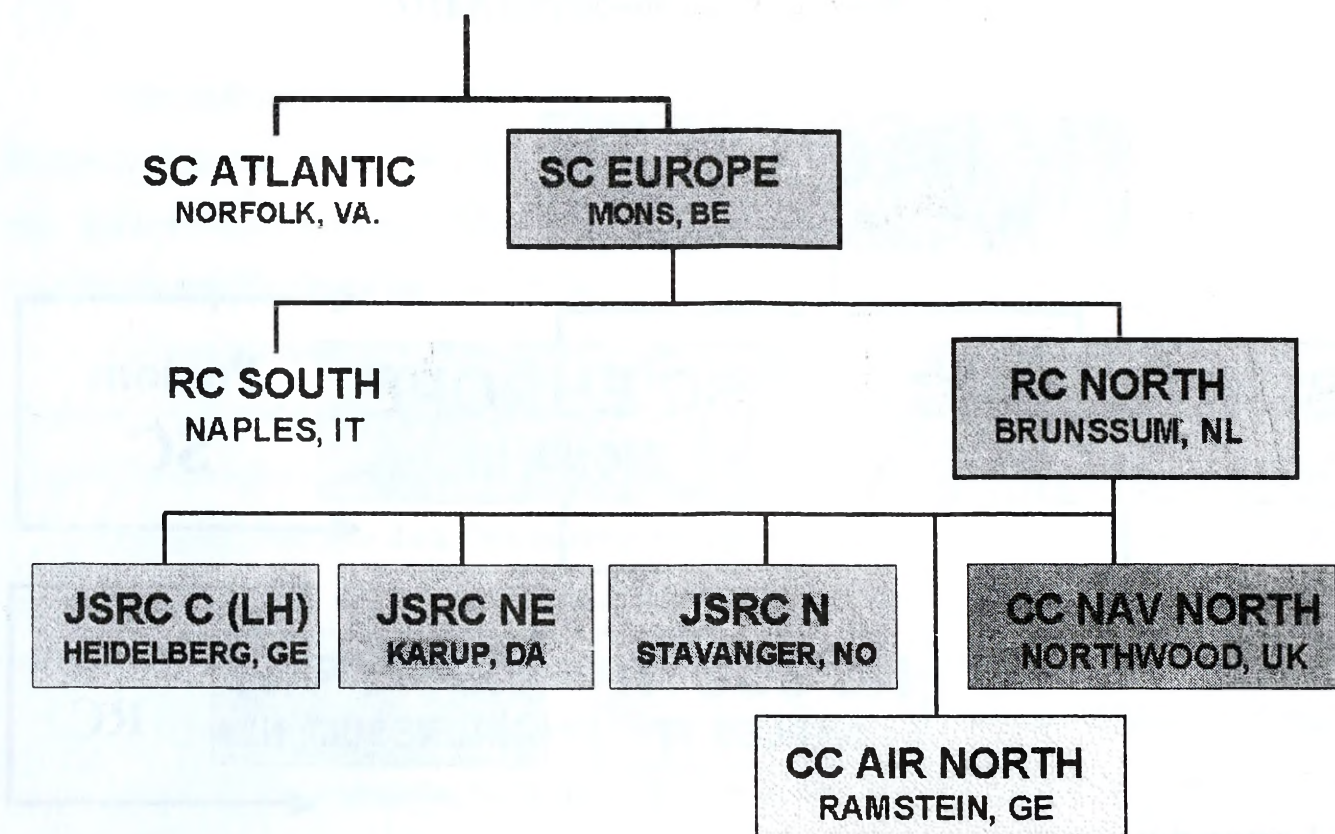 SC ATLANTIC
NORFOLK, VA.
SC EUROPE
MONS, BE
RC SOUTH
NAPLES, IT
RC NORTH
BRUNSSUM, NL
JSRC C (LH)
HEIDELBERG, GE
JSRC NE
KARUP, DA
JSRC N
STAVANGER, NO
CC NAV NORTH
NORTHWOOD, UK
CC AIR NORTH
RAMSTEIN, GE